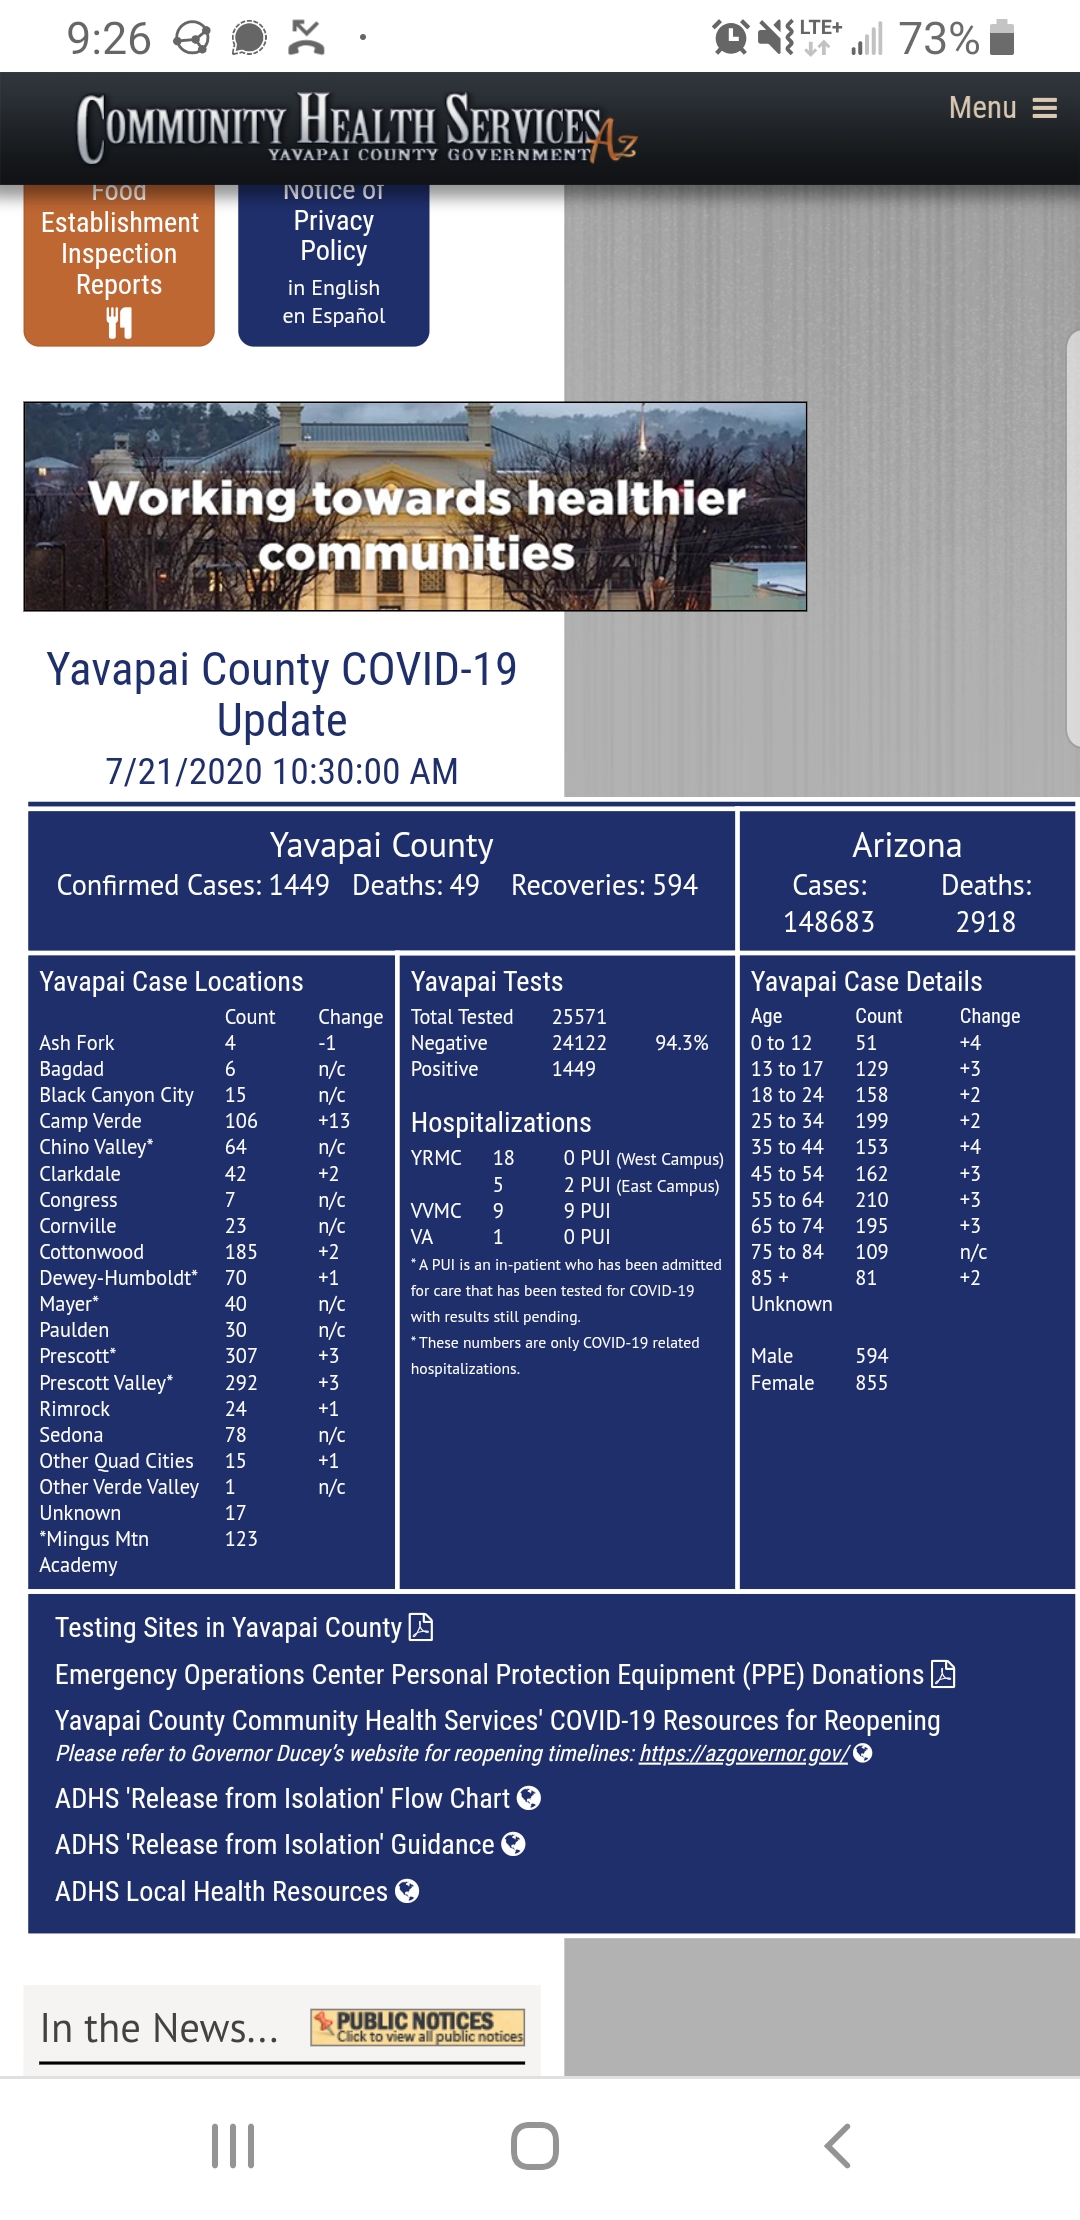 9:26
LTE+ 73%
COMMUNITY HEALTH SERVICES Az
YAVAPAI COUNTY GOVERNMENT
Menu
Food
Establishment
Inspection
Reports
Notice of
Privacy
Policy
in English
en Español
Working towards healthier
communities
Yavapai County COVID-19
Update
7/21/2020 10:30:00 AM
Yavapai County
Confirmed Cases: 1449 Deaths: 49 Recoveries: 594
Arizona
Cases: Deaths:
148683 2918
Yavapai Case Locations
Count Change
Ash Fork 4 -1
Bagdad 6 n/c
Black Canyon City 15 n/c
Camp Verde 106 +13
Chino Valley* 64 n/c
Clarkdale 42 +2
Congress 7 n/c
Cornville 23 n/c
Cottonwood 185 +2
Dewey-Humboldt* 70 +1
Mayer* 40 n/c
Paulden 30 n/c
Prescott* 307 +3
Prescott Valley* 292 +3
Rimrock 24 +1
Sedona 78 n/c
Other Quad Cities 15 +1
Other Verde Valley 1 n/c
Unknown 17
*Mingus Mtn 123
Academy
Yavapai Tests
Total Tested 25571
Negative 24122 94.3%
Positive 1449
Hospitalizations
YRMC 18 0 PUI (West Campus)
5 2 PUI (East Campus)
VVMC 9 9 PUI
VA 1 0 PUI
* A PUI is an in-patient who has been admitted
for care that has been tested for COVID-19
with results still pending.
* These numbers are only COVID-19 related
hospitalizations.
Yavapai Case Details
Age Count Change
0 to 12 51 +4
13 to 17 129 +3
18 to 24 158 +2
25 to 34 199 +2
35 to 44 153 +4
45 to 54 162 +3
55 to 64 210 +3
65 to 74 195 +3
75 to 84 109 n/c
85 + 81 +2
Unknown
Male 594
Female 855
Testing Sites in Yavapai County
Emergency Operations Center Personal Protection Equipment (PPE) Donations
Yavapai County Community Health Services' COVID-19 Resources for Reopening
Please refer to Governor Ducey’s website for reopening timelines: https://azgovernor.gov/
ADHS 'Release from Isolation' Flow Chart
ADHS 'Release from Isolation' Guidance
ADHS Local Health Resources
In the News...
PUBLIC NOTICES
Click to view all public notices